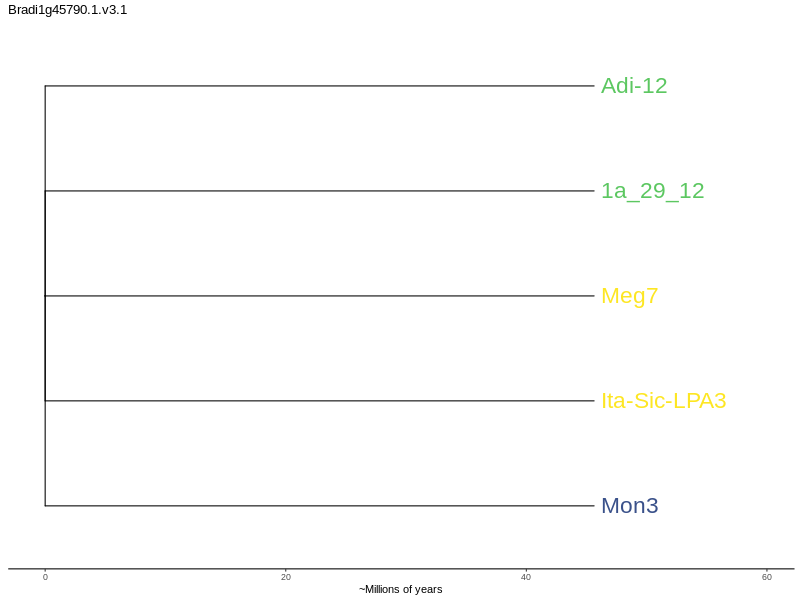 Bradi1g45790.1.v3.1
Adi-12
1a_29_12
Meg7
Ita-Sic-LPA3
Mon3
0 20 40 60
~Millions of years